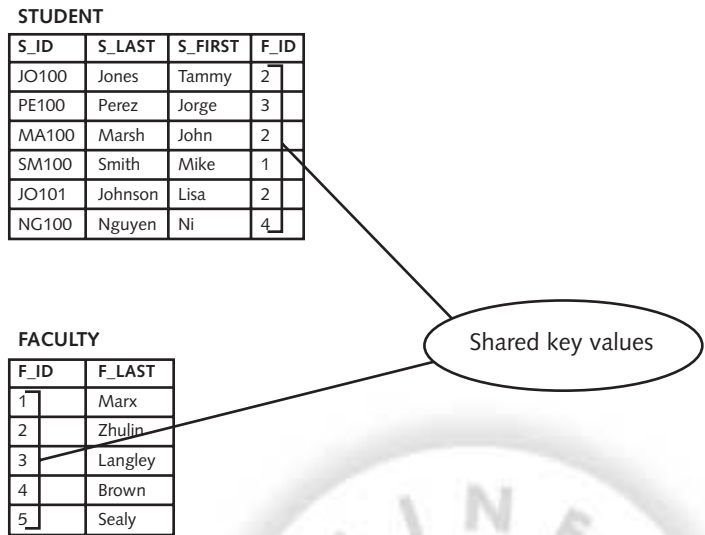 STUDENT
S_ID S_LAST S_FIRST F_ID
JO100 Jones Tammy 2
PE100 Perez Jorge 3
MA100 Marsh John 2
SM100 Smith Mike 1
JO101 Johnson Lisa 2
NG100 Nguyen Ni 4
Shared key values
FACULTY
F_ID F_LAST
1 Marx
2 Zhulin
3 Langley
4 Brown
5 Sealy